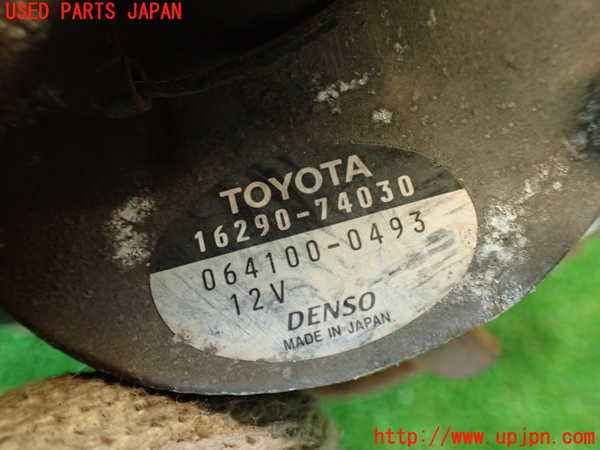 USED PARTS JAPAN
TOYOTA
16290-74030
064100-0493
12V
DENSO
MADE IN JAPAN
http://www.upjpn.com/